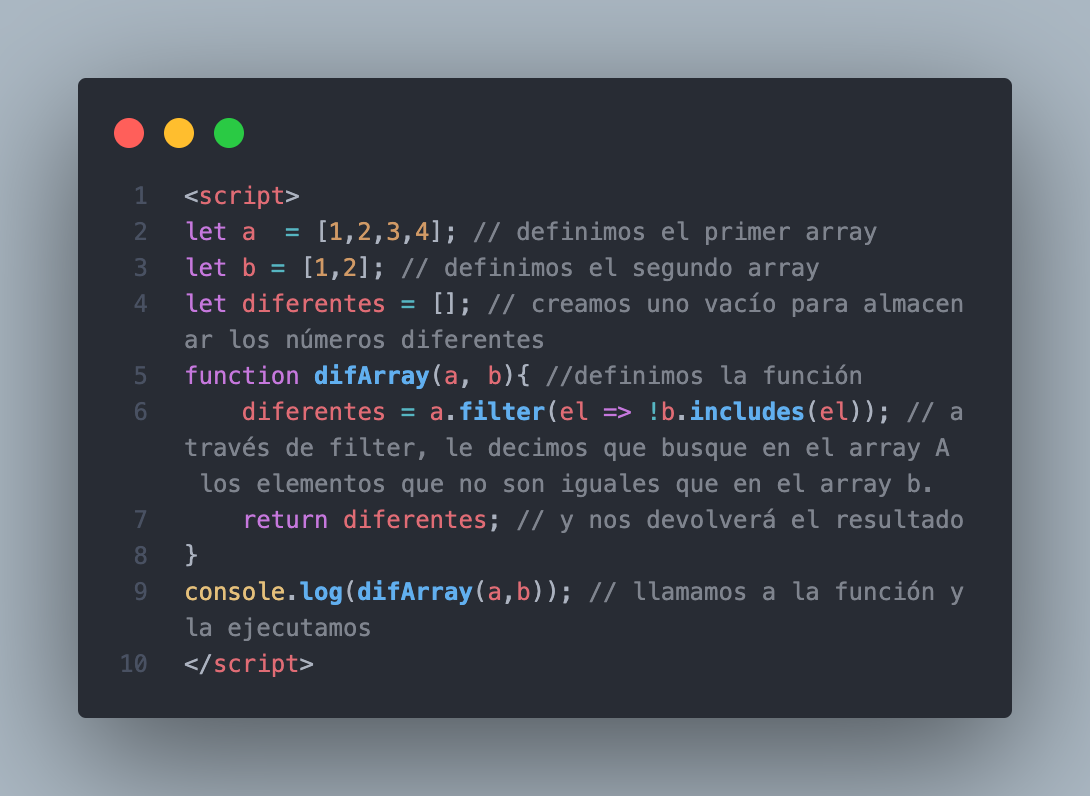 1 <script>
2 let a  = [1,2,3,4]; // definimos el primer array
3 let b = [1,2]; // definimos el segundo array
4 let diferentes = []; // creamos uno vacío para almacen
ar los números diferentes
5 function difArray(a, b){ //definimos la función
6     diferentes = a.filter(el => !b.includes(el)); // a
través de filter, le decimos que busque en el array A
 los elementos que no son iguales que en el array b.
7     return diferentes; // y nos devolverá el resultado
8 }
9 console.log(difArray(a,b)); // llamamos a la función y
la ejecutamos
10 </script>